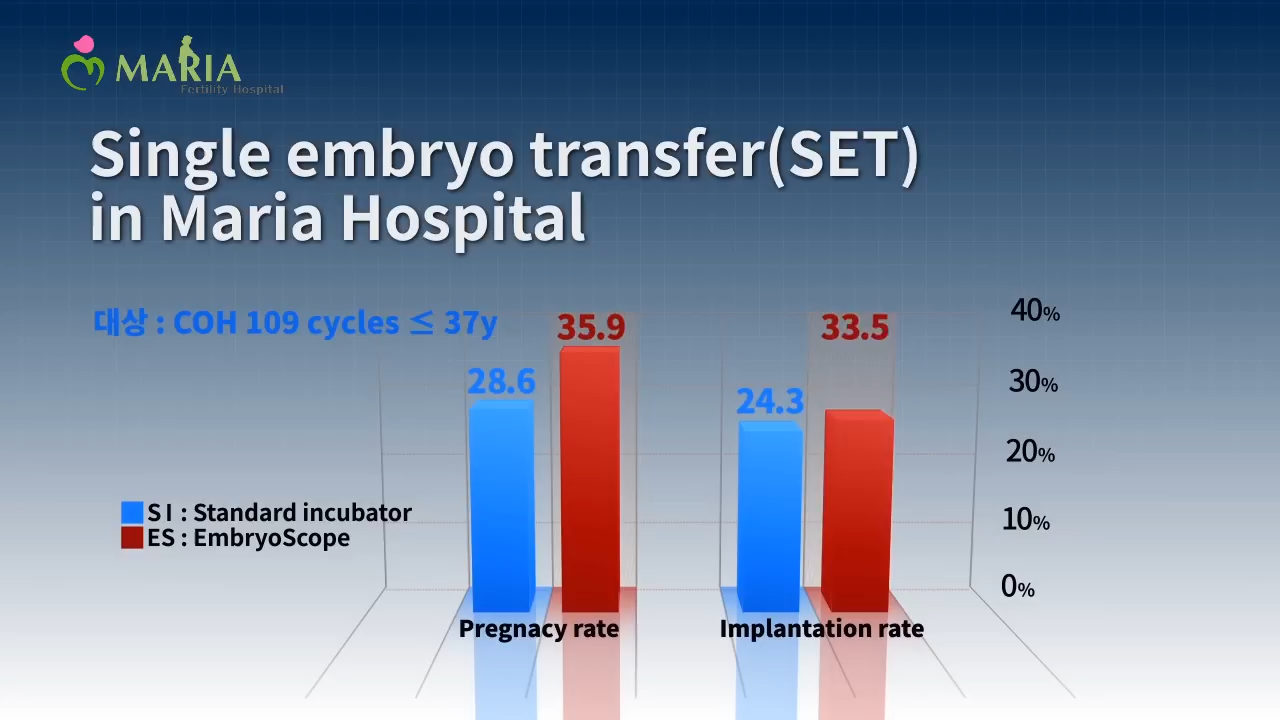 MARIA
Fertility Hospital
Single embryo transfer(SET)
in Maria Hospital
대상 : COH 109 cycles ≤ 37y
28.6
35.9
24.3
33.5
40%
30%
20%
10%
0%
S I : Standard incubator
ES : EmbryoScope
Pregnacy rate
Implantation rate